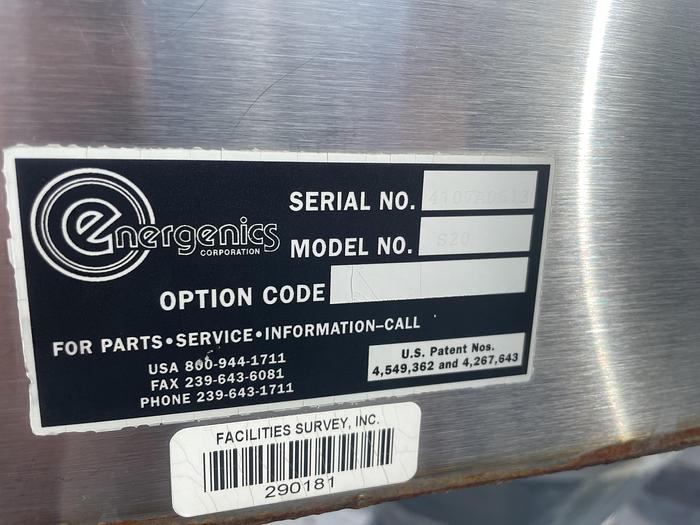 energenics
CORPORATION
SERIAL NO.
MODEL NO. S20
OPTION CODE
FOR PARTS•SERVICE•INFORMATION–CALL
USA 800-944-1711
FAX 239-643-6081
PHONE 239-643-1711
U.S. Patent Nos.
4,549,362 and 4,267,643
FACILITIES SURVEY, INC.
290181